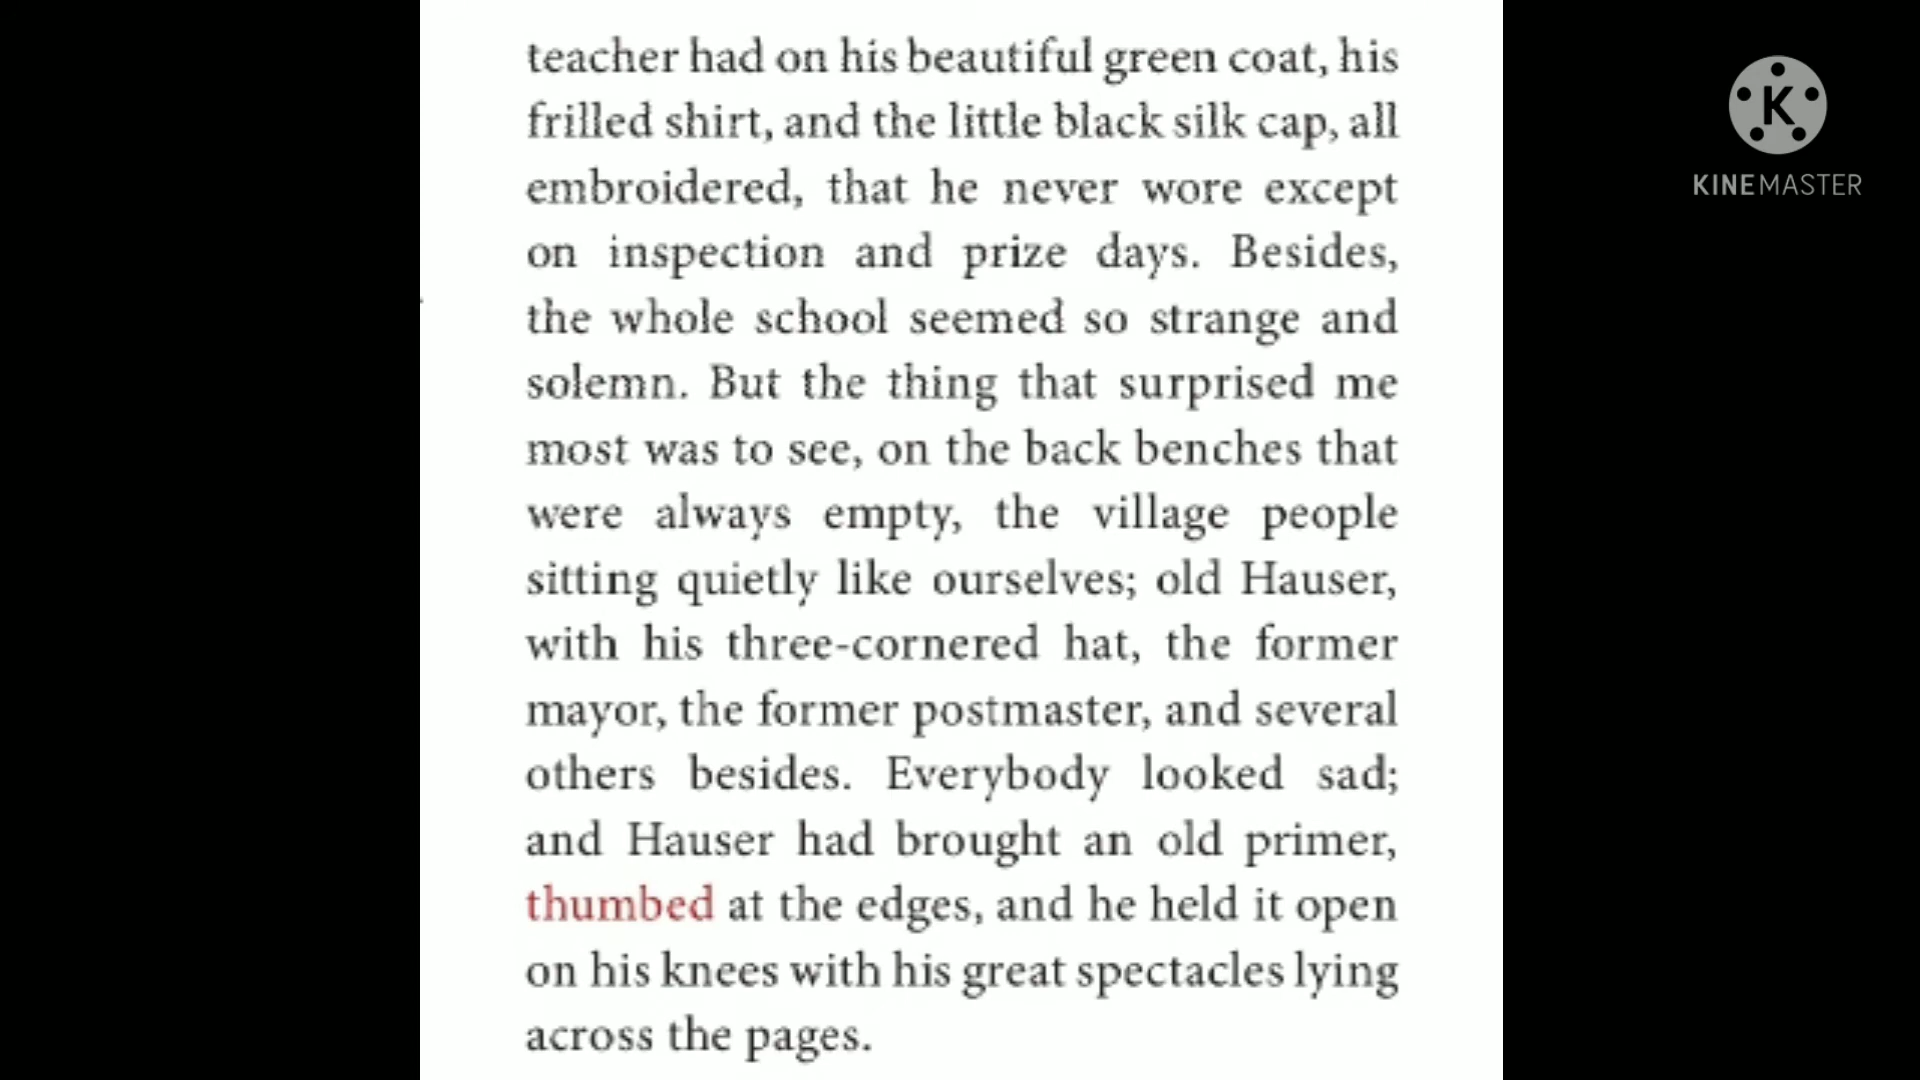 teacher had on his beautiful green coat, his
frilled shirt, and the little black silk cap, all
embroidered, that he never wore except
on inspection and prize days. Besides,
the whole school seemed so strange and
solemn. But the thing that surprised me
most was to see, on the back benches that
were always empty, the village people
sitting quietly like ourselves; old Hauser,
with his three-cornered hat, the former
mayor, the former postmaster, and several
others besides. Everybody looked sad;
and Hauser had brought an old primer,
thumbed at the edges, and he held it open
on his knees with his great spectacles lying
across the pages.
K
KINEMASTER